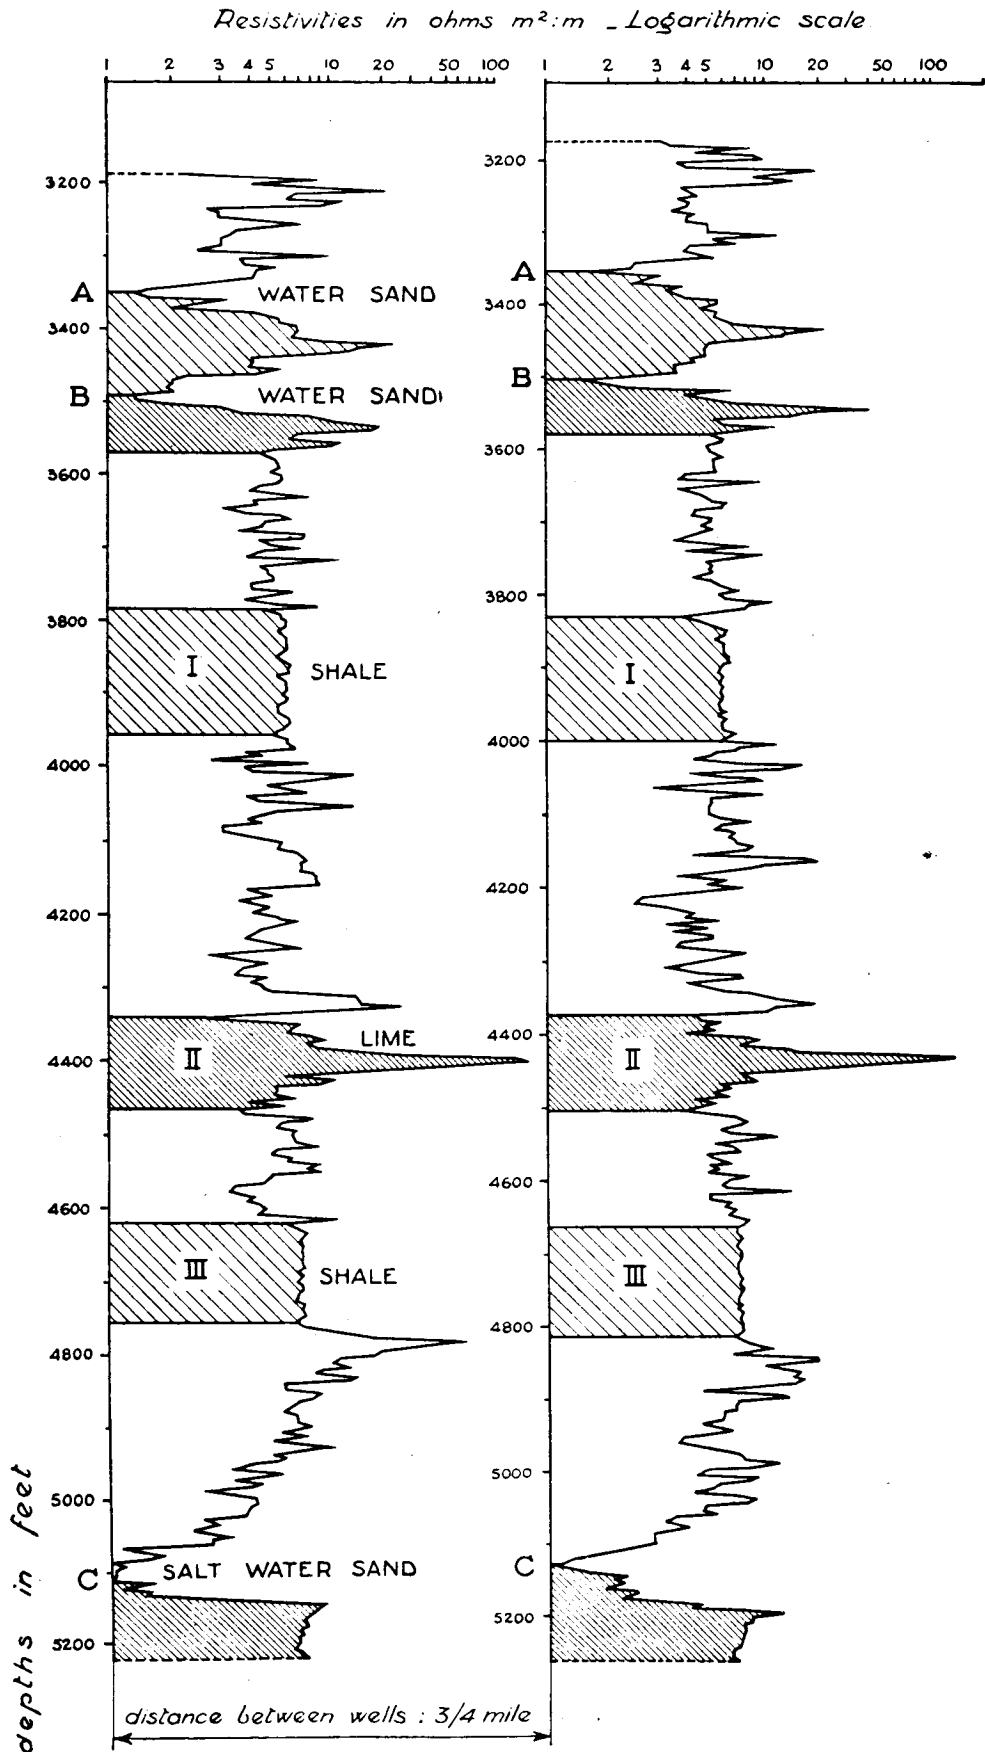 Resistivities in ohms m²:m _ Logarithmic scale
1 2 3 4 5 10 20 50 100 1 2 3 4 5 10 20 50 100
3200
3200
A WATER SAND
A
3400
3400
B WATER SAND
B
3600
3600
3800
3800
I SHALE
I
4000
4000
4200
4200
4400 II LIME
4400 II
4600
4600
III SHALE
III
4800
4800
5000
5000
C SALT WATER SAND
C
5200
5200
depths in feet
distance between wells : 3/4 mile